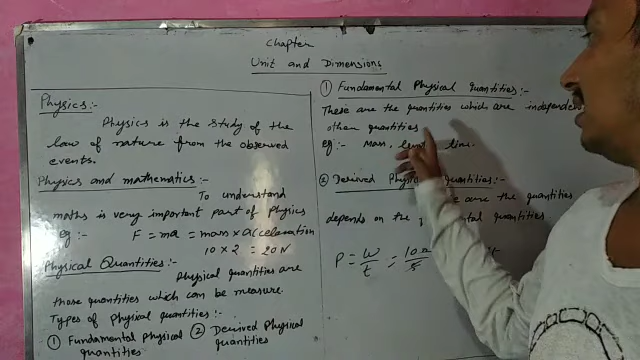 Chapter
Unit and Dimensions
Physics:-
Physics is the study of the
law of nature from the observed
events.
Physics and mathematics:-
To understand
maths is very important part of Physics
eg:- F = ma = mass × acceleration
10 × 2 = 20 N
Physical Quantities:-
Physical quantities are
those quantities which can be measure.
Types of physical quantities:-
① Fundamental physical quantities
② Derived Physical quantities
① Fundamental Physical quantities:-
These are the quantities which are
other quantities.
eg:- Mass,
② Derived Quantities:-
are the quantities
depends on the quantities
P = W/t =